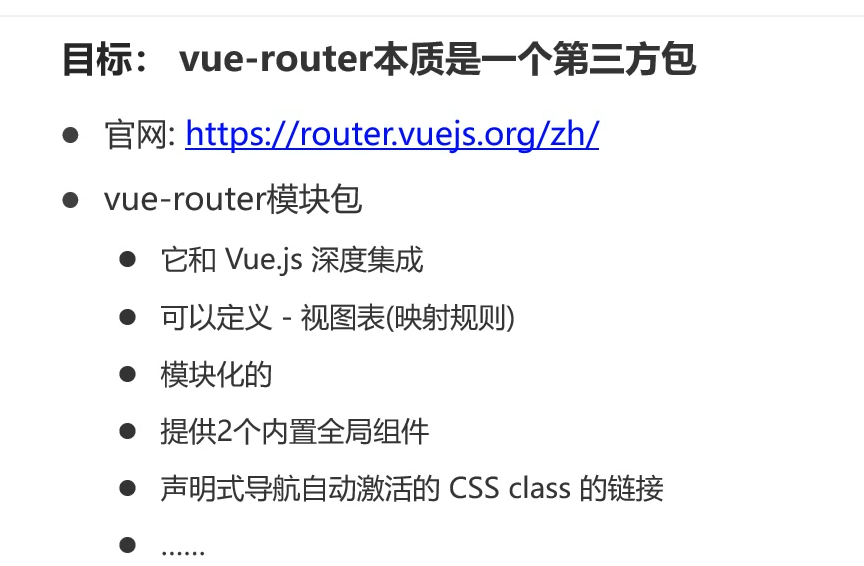 目标： vue-router本质是一个第三方包
● 官网: https://router.vuejs.org/zh/
● vue-router模块包
● 它和 Vue.js 深度集成
● 可以定义 - 视图表(映射规则)
● 模块化的
● 提供2个内置全局组件
● 声明式导航自动激活的 CSS class 的链接
● ……